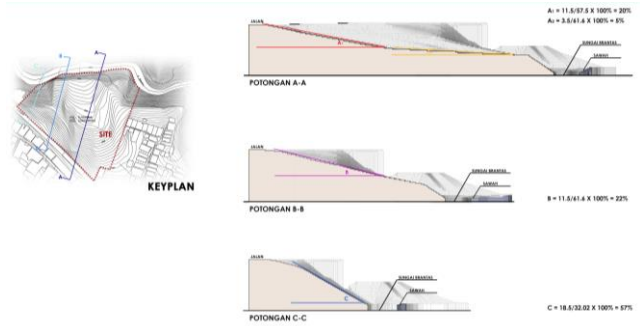 A₁ = 11.5/57.5 X 100% = 20%
A₂ = 3.5/61.6 X 100% = 5%
JALAN
A₁
SUNGAI BRANTAS
SAWAH
POTONGAN A-A
B
C
A
SITE
A
KEYPLAN
JALAN
B
SUNGAI BRANTAS
SAWAH
POTONGAN B-B
B = 11.5/61.6 X 100% = 22%
JALAN
C
SUNGAI BRANTAS
SAWAH
POTONGAN C-C
C = 18.5/32.02 X 100% = 57%